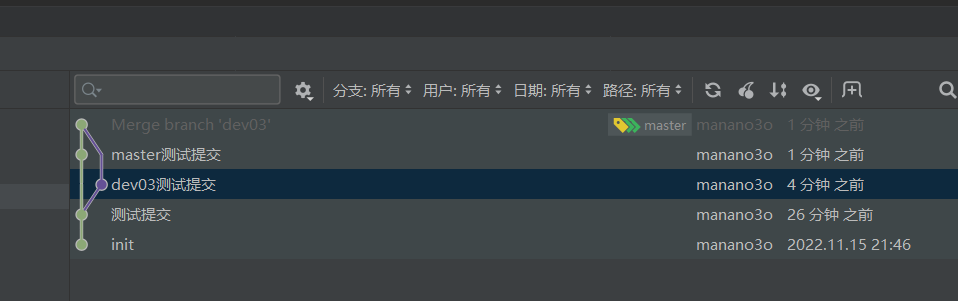 分支: 所有 用户: 所有 日期: 所有 路径: 所有
Merge branch 'dev03' master manano3o 1 分钟 之前
master测试提交 manano3o 1 分钟 之前
dev03测试提交 manano3o 4 分钟 之前
测试提交 manano3o 26 分钟 之前
init manano3o 2022.11.15 21:46